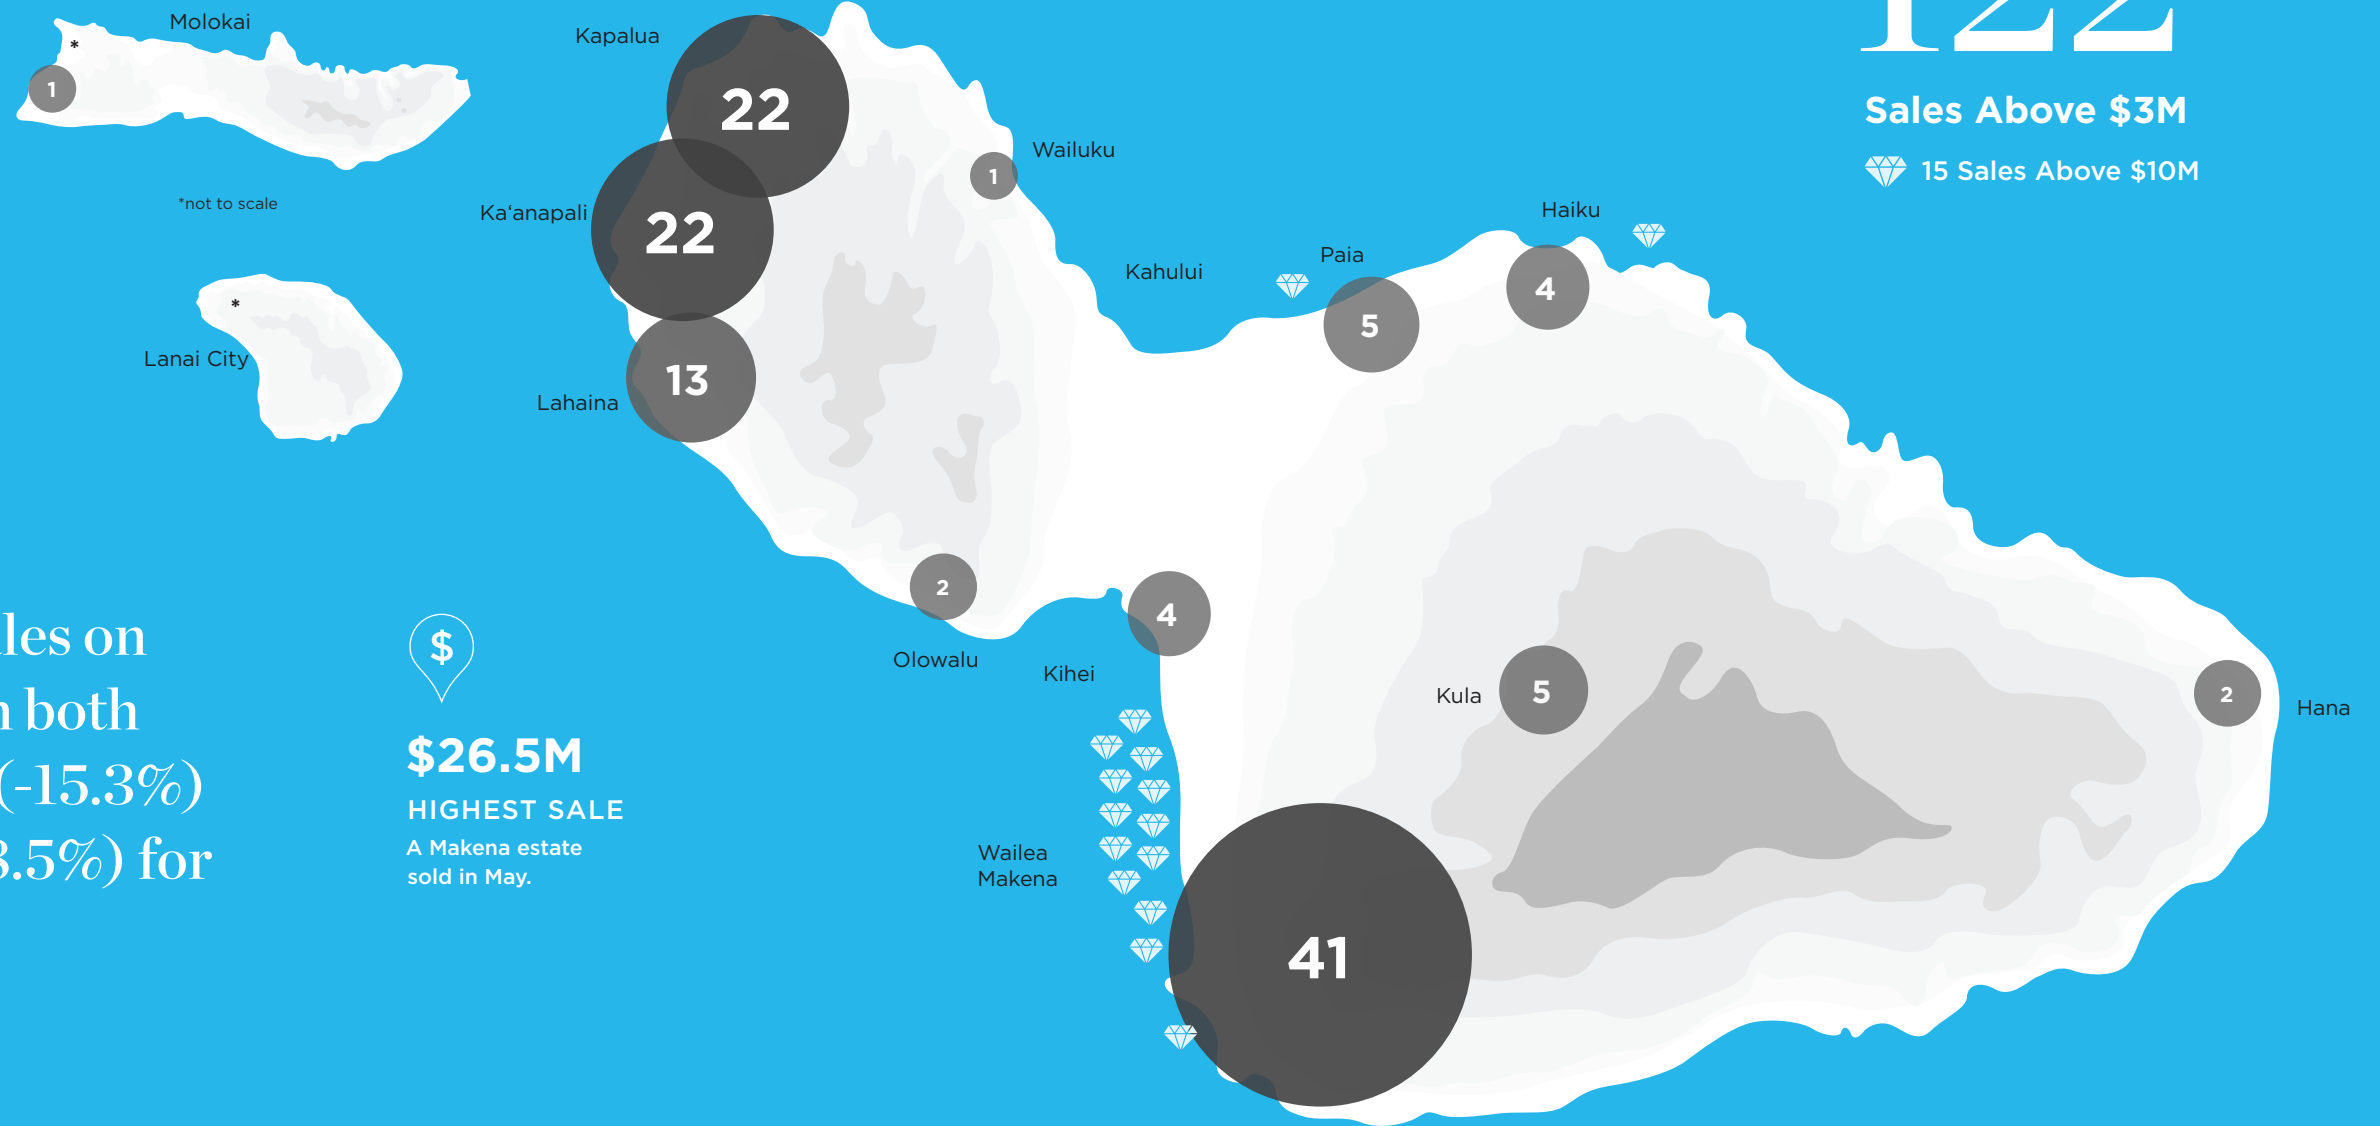 Molokai
*
1
*not to scale
*
Lanai City
Kapalua
22
Ka‘anapali
22
Lahaina
13
Wailuku
1
Kahului
Paia
5
Haiku
4
122
Sales Above $3M
15 Sales Above $10M
Olowalu
2
Kihei
4
Kula
5
Hana
2
Wailea
Makena
41
on
both
(-15.3%)
for
$
$26.5M
HIGHEST SALE
A Makena estate
sold in May.